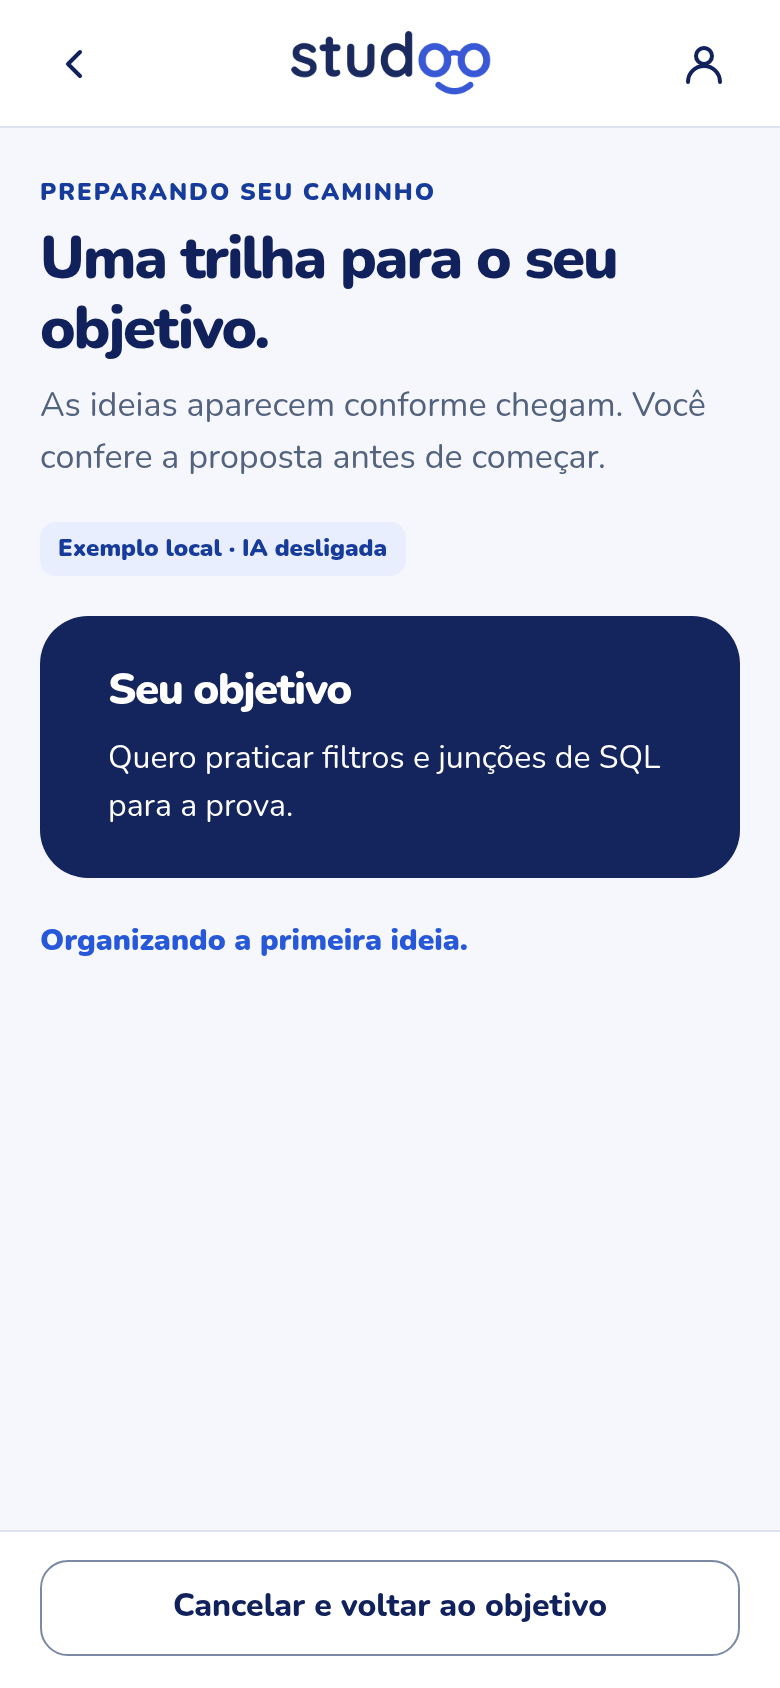 studoo
PREPARANDO SEU CAMINHO
Uma trilha para o seu
objetivo.
As ideias aparecem conforme chegam. Você
confere a proposta antes de começar.
Exemplo local · IA desligada
Seu objetivo
Quero praticar filtros e junções de SQL
para a prova.
Organizando a primeira ideia.
Cancelar e voltar ao objetivo